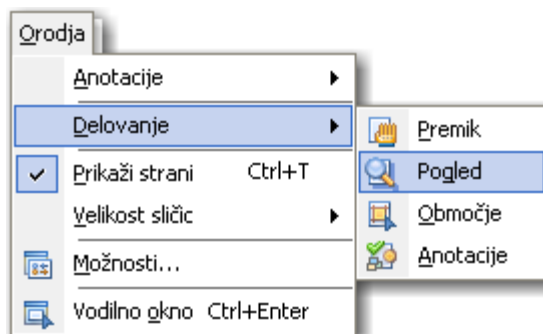 Orodja
Anotacije
Delovanje
Prikaži strani Ctrl+T
Velikost sličic
Možnosti...
Vodilno okno Ctrl+Enter
Premik
Pogled
Območje
Anotacije